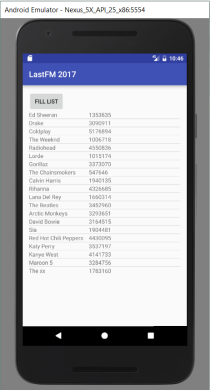 Android Emulator - Nexus_5X_API_25_x86:5554
10:46
LastFM 2017
FILL LIST
Ed Sheeran 1353835
Drake 3090911
Coldplay 5176894
The Weeknd 1006718
Radiohead 4550836
Lorde 1013174
Gorillaz 3373070
The Chainsmokers 547646
Calvin Harris 1940135
Rihanna 4326685
Lana Del Rey 1660314
The Beatles 3452960
Arctic Monkeys 3293651
David Bowie 3164515
Sia 1904481
Red Hot Chili Peppers 4430095
Katy Perry 3537197
Kanye West 4141733
Maroon 5 3284756
The xx 1783160